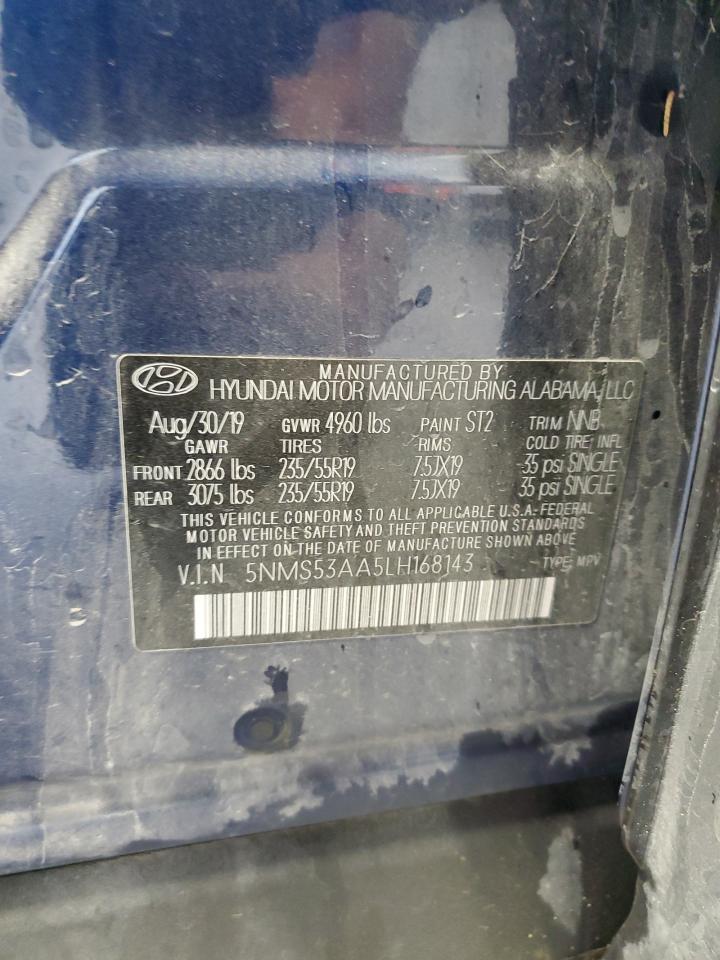 MANUFACTURED BY
HYUNDAI MOTOR MANUFACTURING ALABAMA, LLC
Aug/30/19 GVWR 4960 lbs PAINT ST2 TRIM NNB
GAWR TIRES RIMS COLD TIRE INFL
FRONT 2866 lbs 235/55R19 7.5JX19 35 psi SINGLE
REAR 3075 lbs 235/55R19 7.5JX19 35 psi SINGLE
THIS VEHICLE CONFORMS TO ALL APPLICABLE U.S.A-FEDERAL
MOTOR VEHICLE SAFETY AND THEFT PREVENTION STANDARDS
IN EFFECT ON THE DATE OF MANUFACTURE
V.I.N 5NMS53AA5LH168143 TYPE: MPV